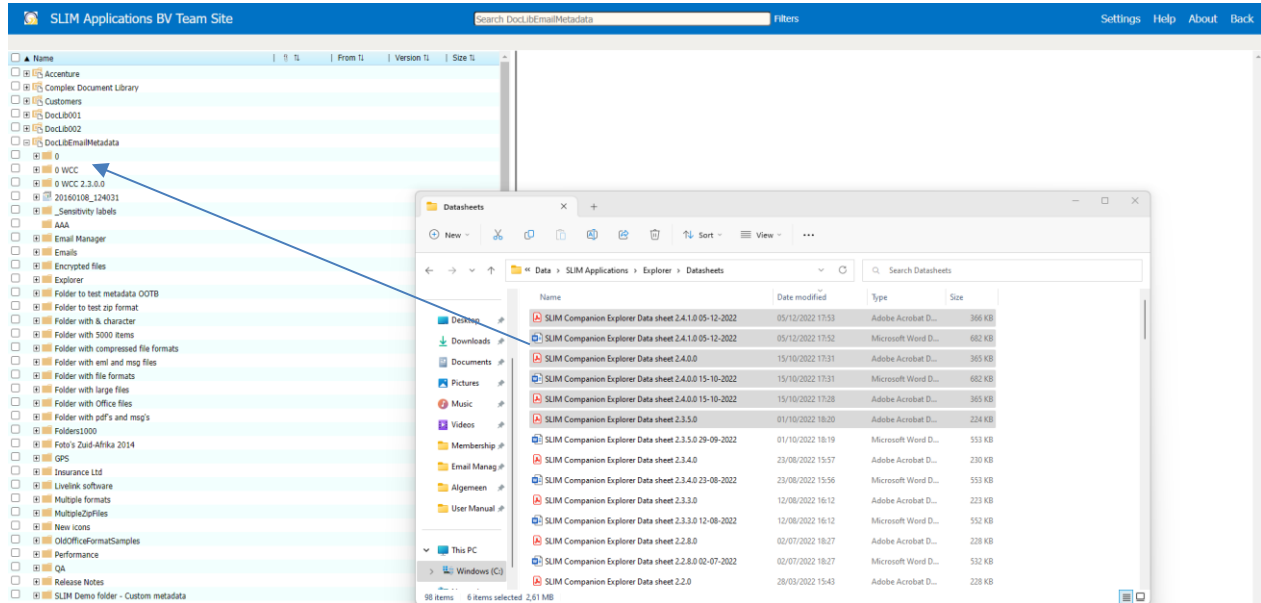 SLIM Applications BV Team Site
Search DocLibEmailMetadata
Filters
Settings Help About Back
Name From Version Size
Accenture
Complex Document Library
Customers
DocLib001
DocLib002
DocLibEmailMetadata
0
0 WCC
0 WCC 2.3.0.0
20160108_124031
_Sensitivity labels
AAA
Email Manager
Emails
Encrypted files
Explorer
Folder to test metadata OOTB
Folder to test zip format
Folder with & character
Folder with 5000 items
Folder with compressed file formats
Folder with eml and msg files
Folder with file formats
Folder with large files
Folder with Office files
Folder with pdf's and msg's
Folders1000
Foto's Zuid-Afrika 2014
GPS
Insurance Ltd
Livelink software
Multiple formats
MultipleZipFiles
New icons
OldOfficeFormatSamples
Performance
QA
Release Notes
SLIM Demo folder - Custom metadata
Datasheets
New Sort View ...
« Data > SLIM Applications > Explorer > Datasheets
Search Datasheets
Desktop
Downloads
Documents
Pictures
Music
Videos
Membership
Email Manag
Algemeen
User Manual
This PC
Windows (C:)
Name Date modified Type Size
SLIM Companion Explorer Data sheet 2.4.1.0 05-12-2022 05/12/2022 17:53 Adobe Acrobat D... 366 KB
SLIM Companion Explorer Data sheet 2.4.1.0 05-12-2022 05/12/2022 17:52 Microsoft Word D... 682 KB
SLIM Companion Explorer Data sheet 2.4.0.0 15/10/2022 17:31 Adobe Acrobat D... 365 KB
SLIM Companion Explorer Data sheet 2.4.0.0 15-10-2022 15/10/2022 17:31 Microsoft Word D... 682 KB
SLIM Companion Explorer Data sheet 2.4.0.0 15-10-2022 15/10/2022 17:28 Adobe Acrobat D... 365 KB
SLIM Companion Explorer Data sheet 2.3.5.0 01/10/2022 18:20 Adobe Acrobat D... 224 KB
SLIM Companion Explorer Data sheet 2.3.5.0 29-09-2022 01/10/2022 18:19 Microsoft Word D... 553 KB
SLIM Companion Explorer Data sheet 2.3.4.0 23/08/2022 15:57 Adobe Acrobat D... 230 KB
SLIM Companion Explorer Data sheet 2.3.4.0 23-08-2022 23/08/2022 15:56 Microsoft Word D... 553 KB
SLIM Companion Explorer Data sheet 2.3.3.0 12/08/2022 16:12 Adobe Acrobat D... 223 KB
SLIM Companion Explorer Data sheet 2.3.3.0 12-08-2022 12/08/2022 16:12 Microsoft Word D... 552 KB
SLIM Companion Explorer Data sheet 2.2.8.0 02/07/2022 18:27 Adobe Acrobat D... 228 KB
SLIM Companion Explorer Data sheet 2.2.8.0 02-07-2022 02/07/2022 18:27 Microsoft Word D... 532 KB
SLIM Companion Explorer Data sheet 2.2.0 28/03/2022 15:43 Adobe Acrobat D... 228 KB
98 items 6 items selected 2,61 MB